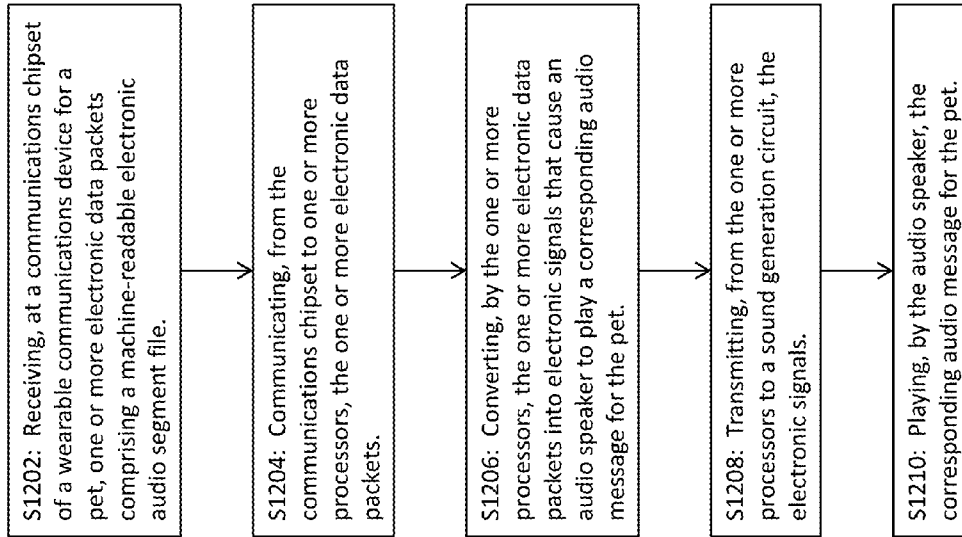 S1202: Receiving, at a communications chipset
of a wearable communications device for a
pet, one or more electronic data packets
comprising a machine-readable electronic
audio segment file.
S1204: Communicating, from the
communications chipset to one or more
processors, the one or more electronic data
packets.
S1206: Converting, by the one or more
processors, the one or more electronic data
packets into electronic signals that cause an
audio speaker to play a corresponding audio
message for the pet.
S1208: Transmitting, from the one or more
processors to a sound generation circuit, the
electronic signals.
S1210: Playing, by the audio speaker, the
corresponding audio message for the pet.